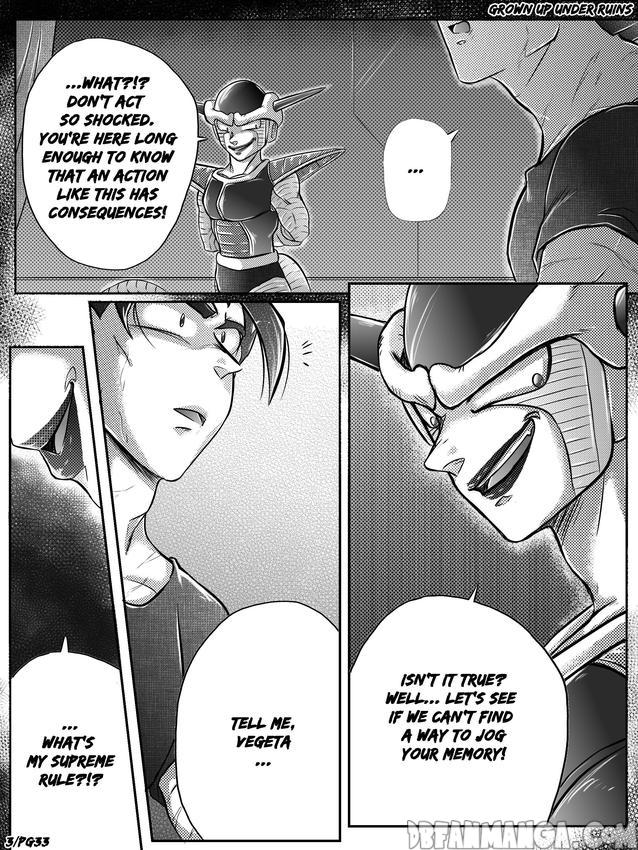 GROWN UP UNDER RUINS
...WHAT?!?
DON'T ACT
SO SHOCKED.
YOU'RE HERE LONG
ENOUGH TO KNOW
THAT AN ACTION
LIKE THIS HAS
CONSEQUENCES!
...
ISN'T IT TRUE?
WELL... LET'S SEE
IF WE CAN'T FIND
A WAY TO JOG
YOUR MEMORY!
TELL ME,
VEGETA
...
...
WHAT'S
MY SUPREME
RULE?!?
3/PG33
DBFANMANGA.COM